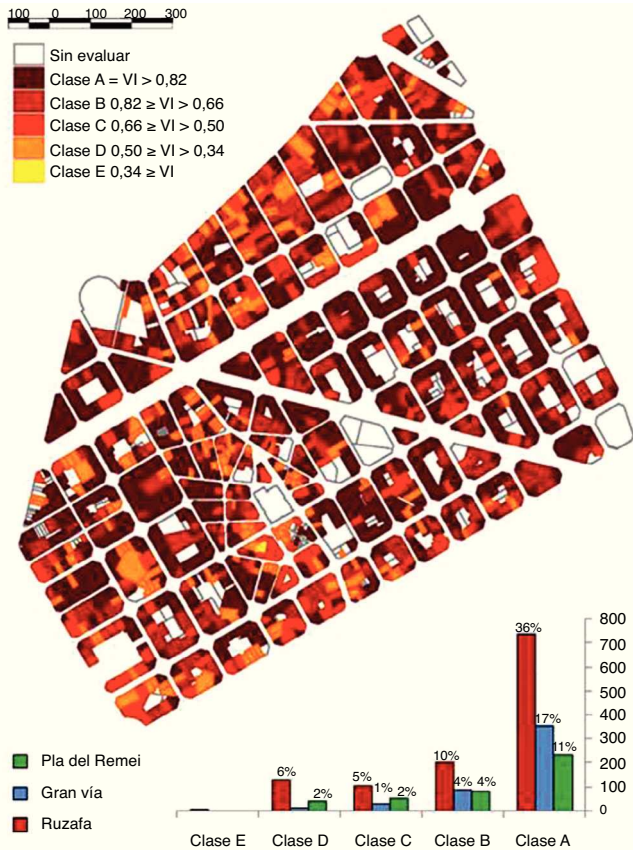 100 0 100 300
Sin evaluar
Clase A = VI > 0,82
Clase B 0,82 ≥ VI > 0,66
Clase C 0,66 ≥ VI > 0,50
Clase D 0,50 ≥ VI > 0,34
Clase E 0,34 ≥ VI
Pla del Remei
Gran vía
Ruzafa
6%
2%
5%
1%
2%
10%
4%
4%
36%
17%
11%
800
700
600
500
400
300
200
100
0
Clase E Clase D Clase C Clase B Clase A